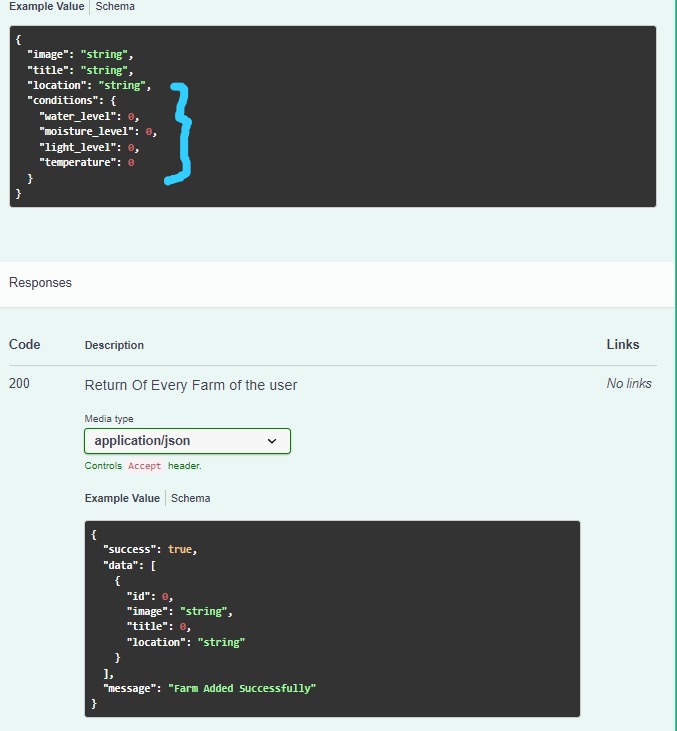 Example Value Schema
{
  "image": "string",
  "title": "string",
  "location": "string",
  "conditions": {
    "water_level": 0,
    "moisture_level": 0,
    "light_level": 0,
    "temperature": 0
  }
}
Responses
Code Description Links
200 Return Of Every Farm of the user No links
Media type
application/json
Controls Accept header.
Example Value Schema
{
  "success": true,
  "data": [
    {
      "id": 0,
      "image": "string",
      "title": 0,
      "location": "string"
    }
  ],
  "message": "Farm Added Successfully"
}